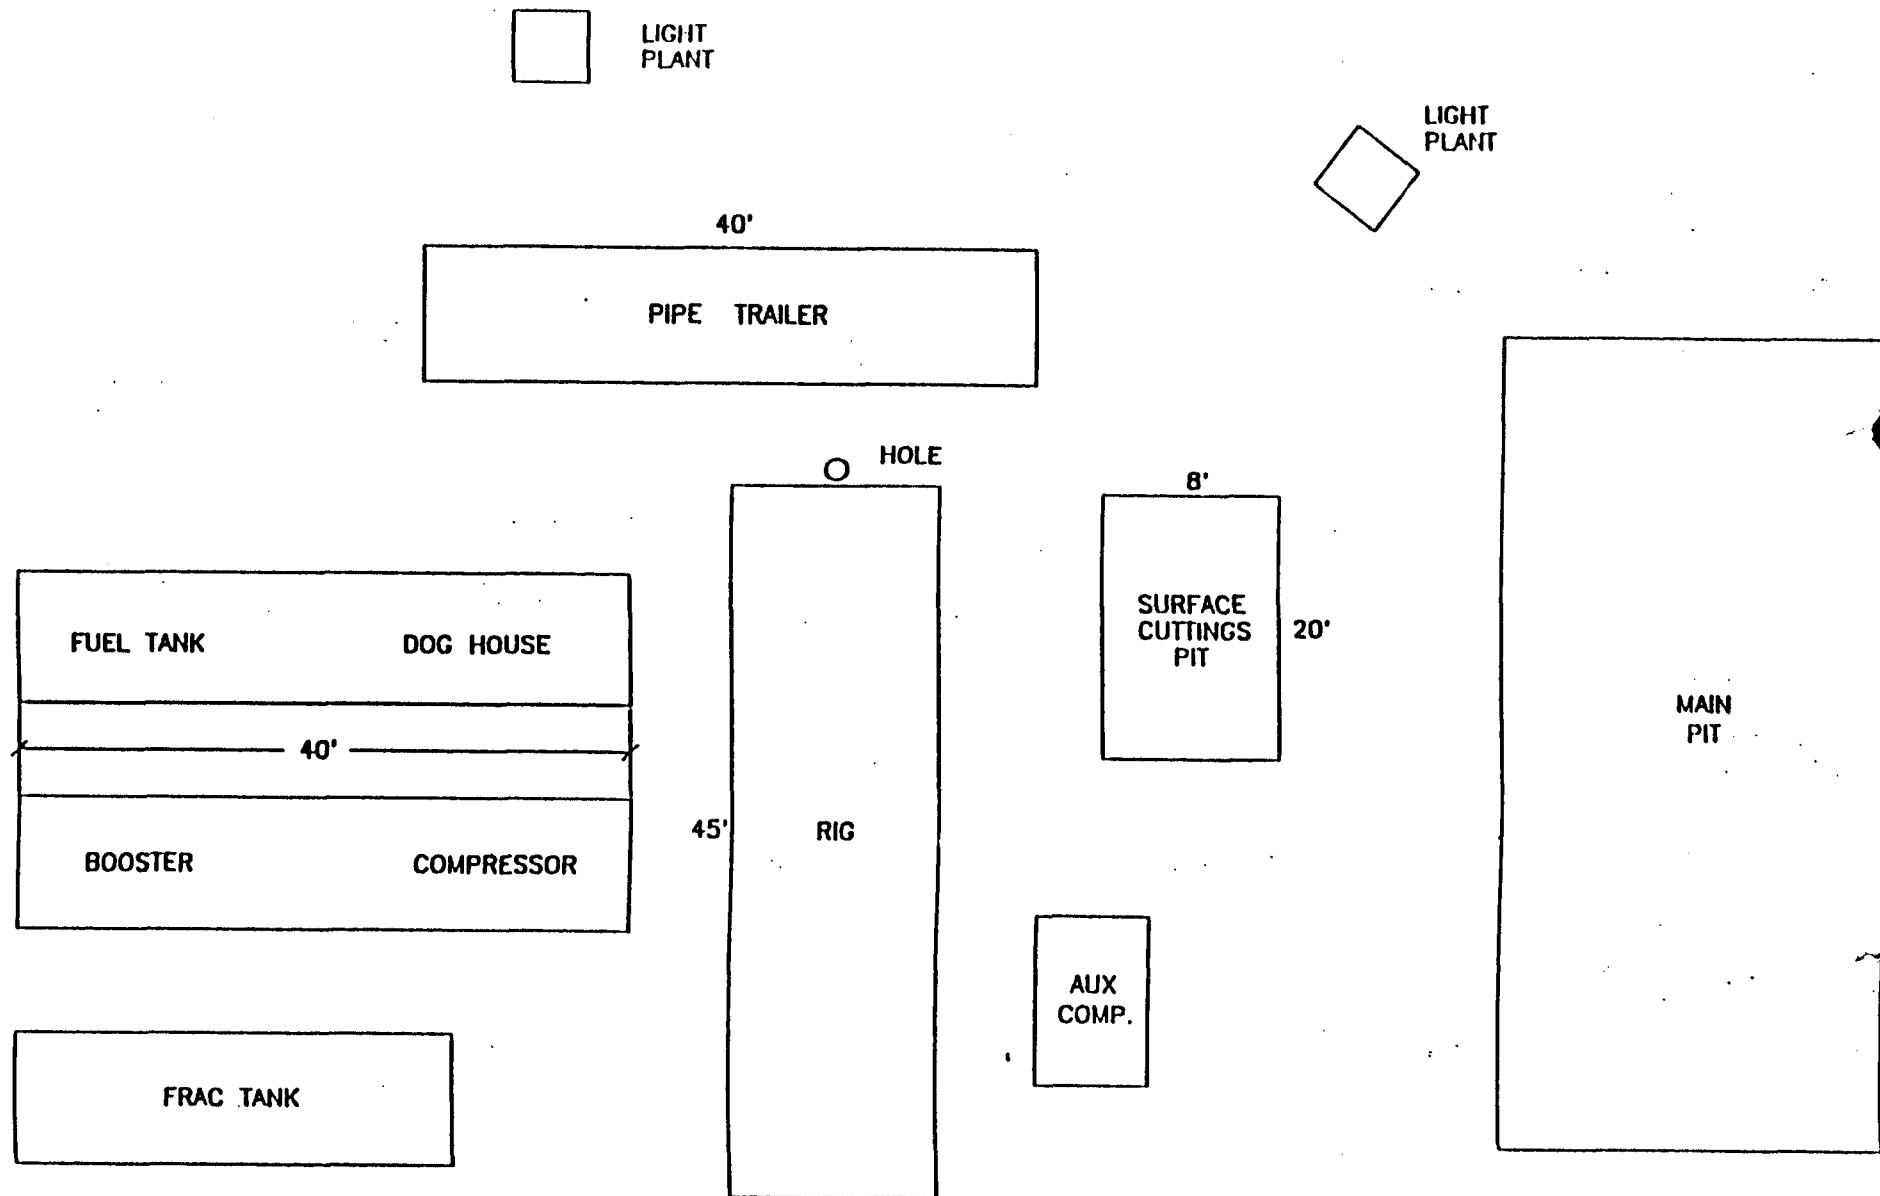 LIGHT
PLANT
LIGHT
PLANT
40'
PIPE TRAILER
HOLE
8'
SURFACE
CUTTINGS
PIT
20'
FUEL TANK DOG HOUSE
40'
MAIN
PIT
45'
RIG
BOOSTER COMPRESSOR
AUX
COMP.
FRAC TANK